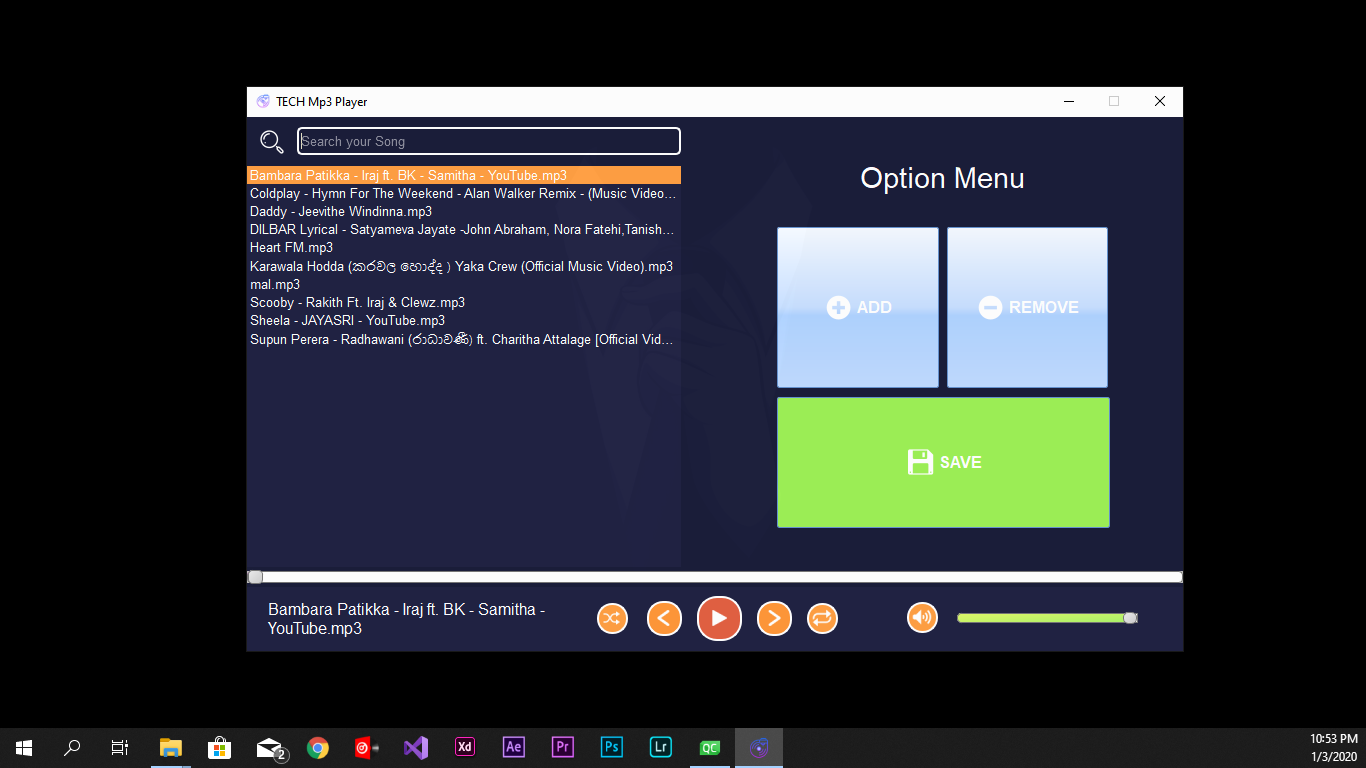 TECH Mp3 Player
Search your Song
Bambara Patikka - Iraj ft. BK - Samitha - YouTube.mp3
Coldplay - Hymn For The Weekend - Alan Walker Remix - (Music Video...
Daddy - Jeevithe Windinna.mp3
DILBAR Lyrical - Satyameva Jayate -John Abraham, Nora Fatehi,Tanish...
Heart FM.mp3
Karawala Hodda (කරවල හොද්ද ) Yaka Crew (Official Music Video).mp3
mal.mp3
Scooby - Rakith Ft. Iraj & Clewz.mp3
Sheela - JAYASRI - YouTube.mp3
Supun Perera - Radhawani (රාධාවණී) ft. Charitha Attalage [Official Vid...
Option Menu
ADD
REMOVE
SAVE
Bambara Patikka - Iraj ft. BK - Samitha -
YouTube.mp3
2
Xd
Ae
Pr
Ps
Lr
QC
10:53 PM
1/3/2020